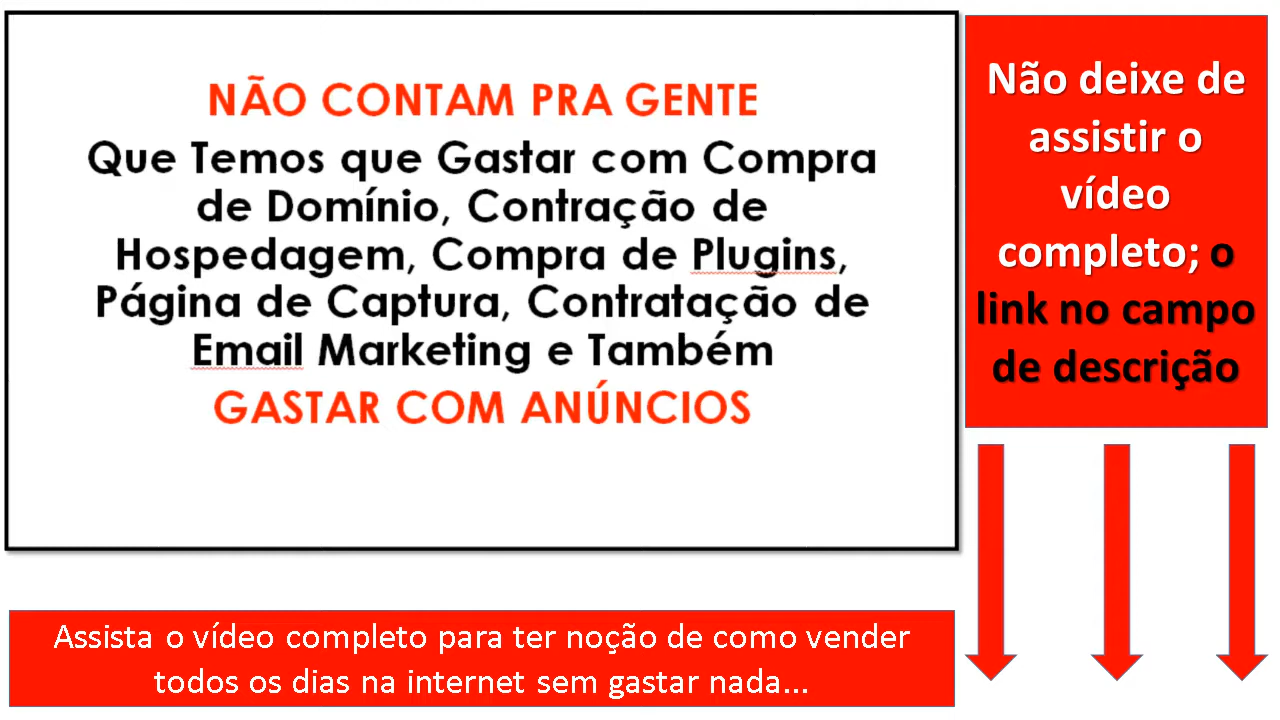 NÃO CONTAM PRA GENTE
Que Temos que Gastar com Compra
de Domínio, Contração de
Hospedagem, Compra de Plugins,
Página de Captura, Contratação de
Email Marketing e Também
GASTAR COM ANÚNCIOS
Não deixe de
assistir o
vídeo
completo; o
link no campo
de descrição
Assista o vídeo completo para ter noção de como vender
todos os dias na internet sem gastar nada...